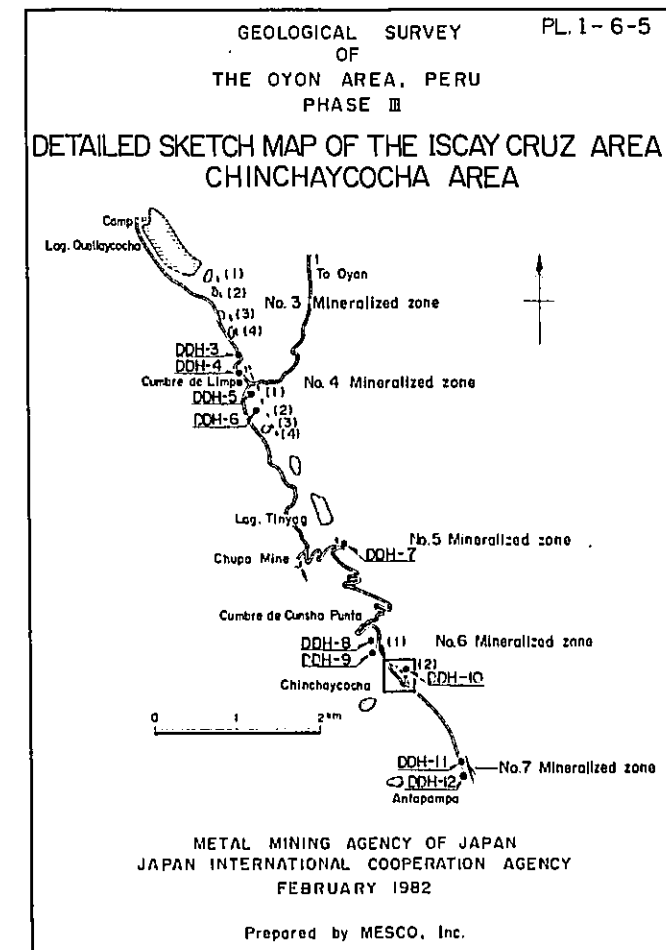 PL. 1-6-5
GEOLOGICAL SURVEY
OF
THE OYON AREA, PERU
PHASE III
DETAILED SKETCH MAP OF THE ISCAY CRUZ AREA
CHINCHAYCOCHA AREA
Camp
Lag. Quellaycocha
To Oyon
(1)
(2)
No. 3 Mineralized zone
(3)
(4)
DDH-3
DDH-4
Cumbre de Limpe
No. 4 Mineralized zone
DDH-5
(1)
DDH-6
(2)
(3)
(4)
Lag. Tinyag
No. 5 Mineralized zone
Chupa Mine
DDH-7
Cumbre de Cunsha Punta
DDH-8
(1)
No. 6 Mineralized zone
DDH-9
(2)
DDH-10
Chinchaycocha
0 1 2 km
DDH-11
No. 7 Mineralized zone
DDH-12
Antapampa
METAL MINING AGENCY OF JAPAN
JAPAN INTERNATIONAL COOPERATION AGENCY
FEBRUARY 1982
Prepared by MESCO, Inc.